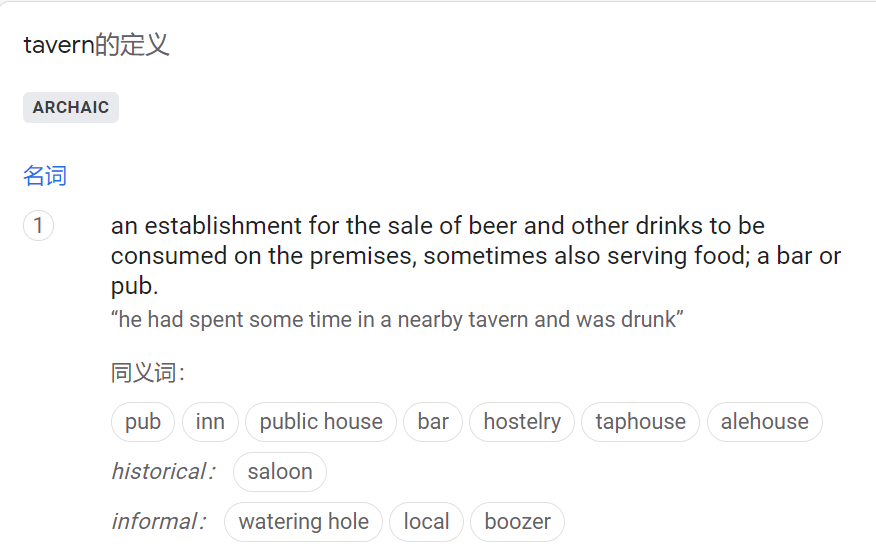 tavern的定义
ARCHAIC
名词
1
an establishment for the sale of beer and other drinks to be
consumed on the premises, sometimes also serving food; a bar or
pub.
“he had spent some time in a nearby tavern and was drunk”
同义词：
pub inn public house bar hostelry taphouse alehouse
historical： saloon
informal： watering hole local boozer